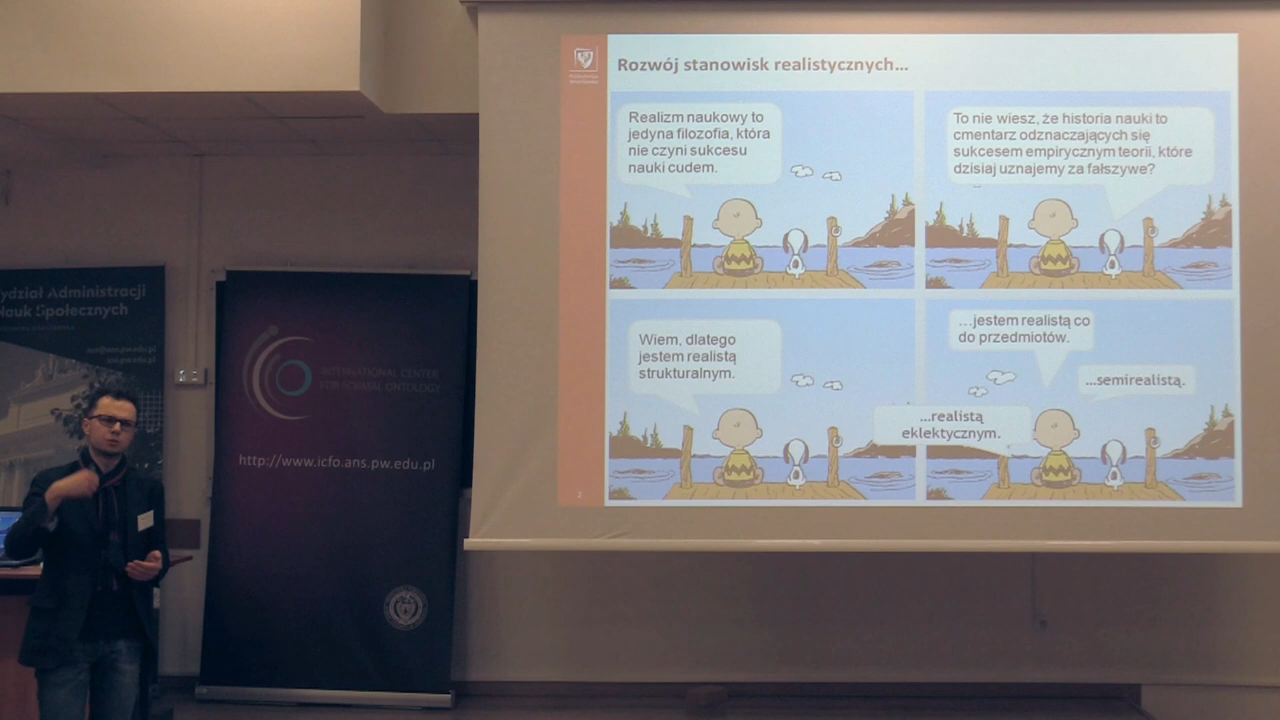 Rozwój stanowisk realistycznych...
Realizm naukowy to
jedyna filozofia, która
nie czyni sukcesu
nauki cudem.
To nie wiesz, że historia nauki to
cmentarz odznaczających się
sukcesem empirycznym teorii, które
dzisiaj uznajemy za fałszywe?
Wiem, dlatego
jestem realistą
strukturalnym.
...jestem realistą co
do przedmiotów.
...semirealistą.
...realistą
eklektycznym.
2
ydział Administracji
Nauk Społecznych
INTERNATIONAL CENTER
FOR FORMAL ONTOLOGY
http://www.icfo.ans.pw.edu.pl